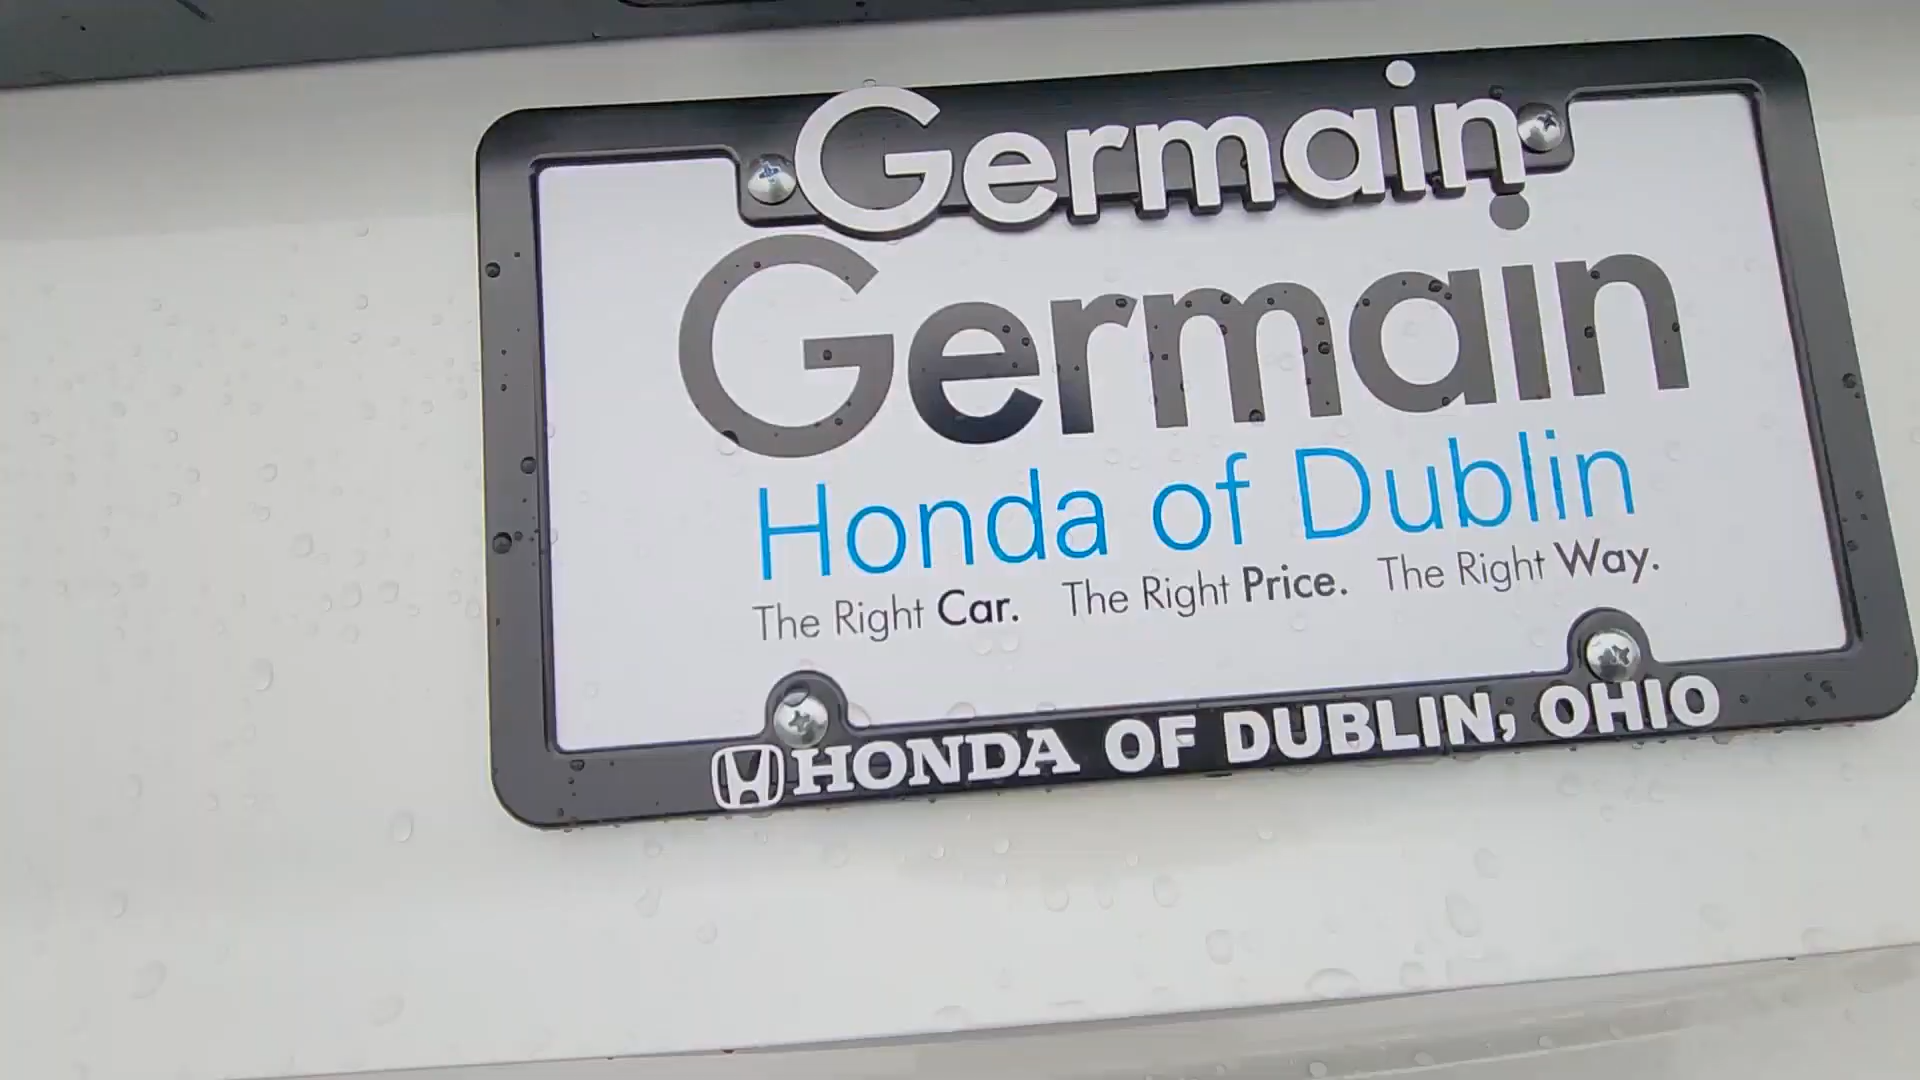 Germain
Germain
Honda of Dublin
The Right Car. The Right Price. The Right Way.
HONDA OF DUBLIN, OHIO